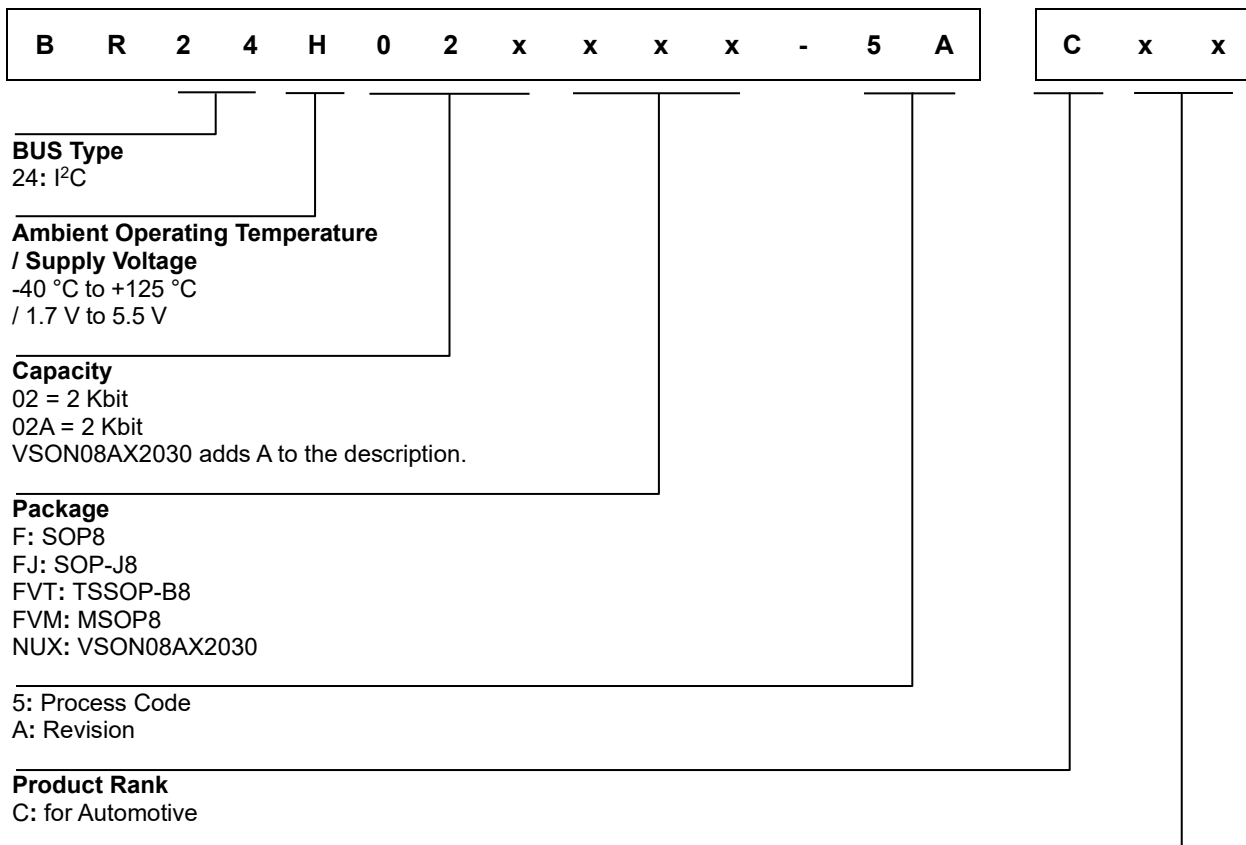 B R 2 4 H 0 2 x x x x - 5 A C x x
BUS Type
24: I²C
Ambient Operating Temperature
/ Supply Voltage
-40 °C to +125 °C
/ 1.7 V to 5.5 V
Capacity
02 = 2 Kbit
02A = 2 Kbit
VSON08AX2030 adds A to the description.
Package
F: SOP8
FJ: SOP-J8
FVT: TSSOP-B8
FVM: MSOP8
NUX: VSON08AX2030
5: Process Code
A: Revision
Product Rank
C: for Automotive